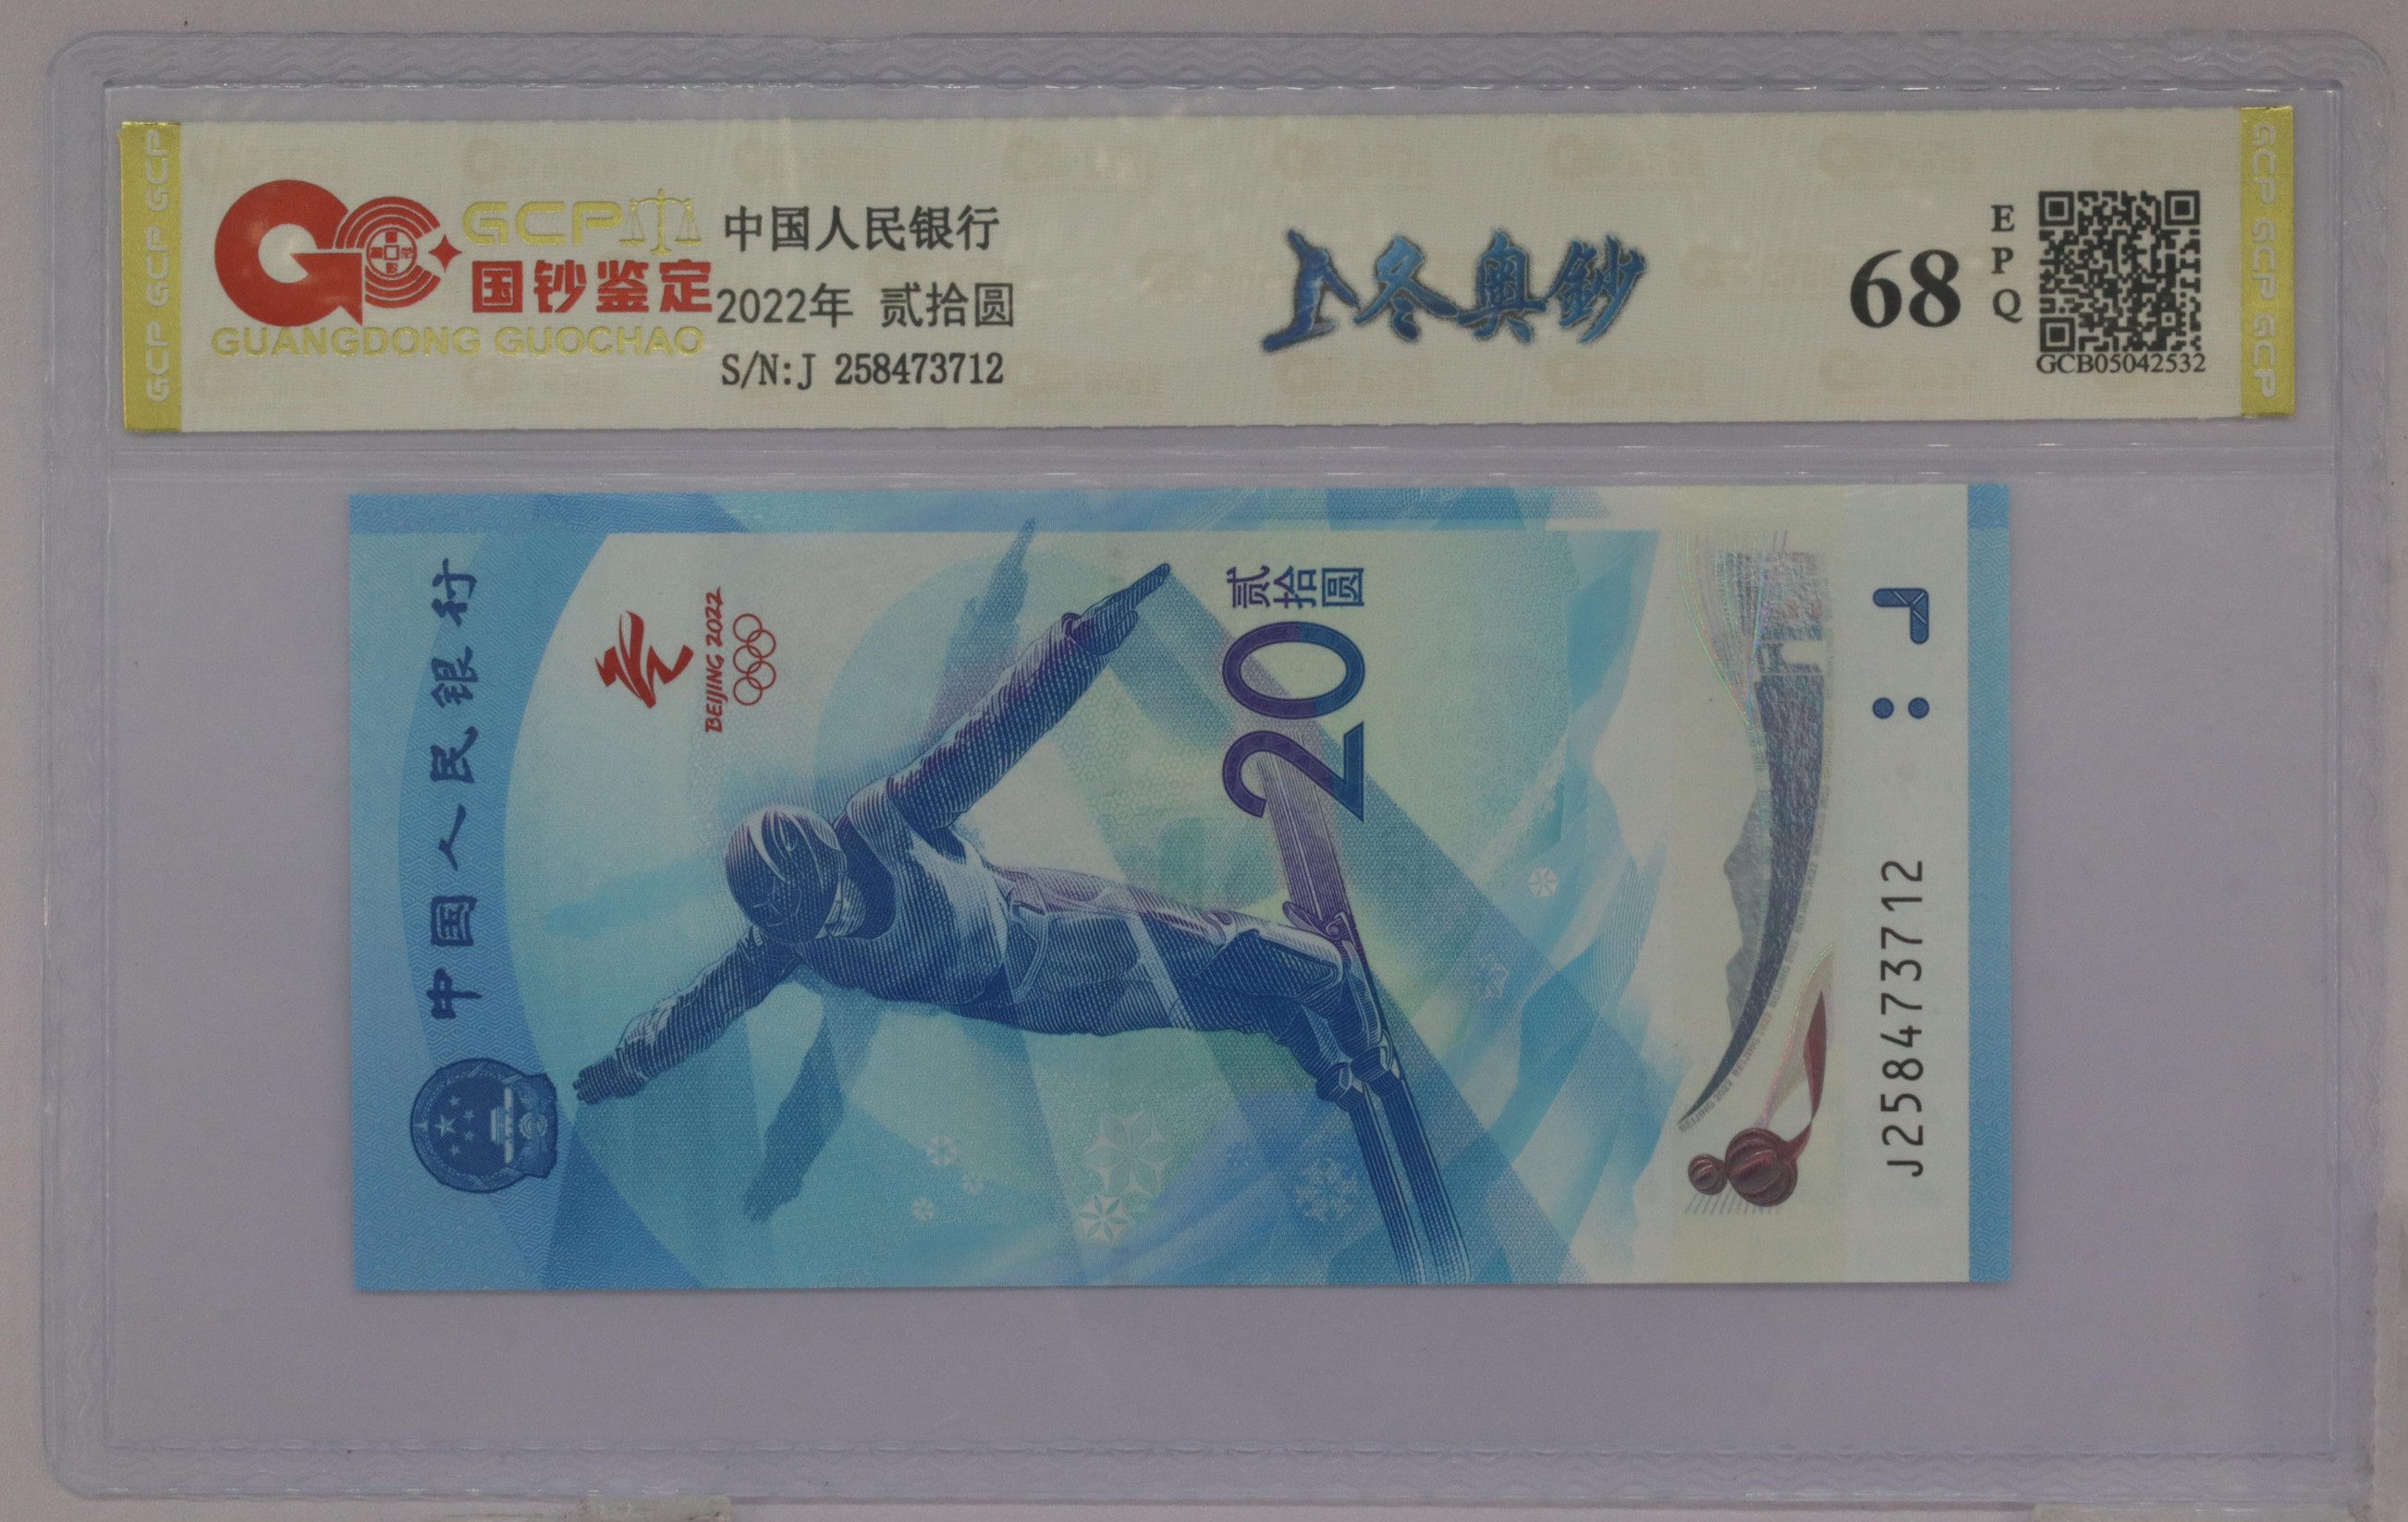 GCP GCP GCP
GCP
国钞鉴定
GUANGDONG GUOCHAO
中国人民银行
2022年 贰拾圆
S/N:J 258473712
冬奥鈔
68
EPQ
GCB05042532
GCP GCP GCP
中国人民银行
BEIJING 2022
贰拾圆
20
J258473712